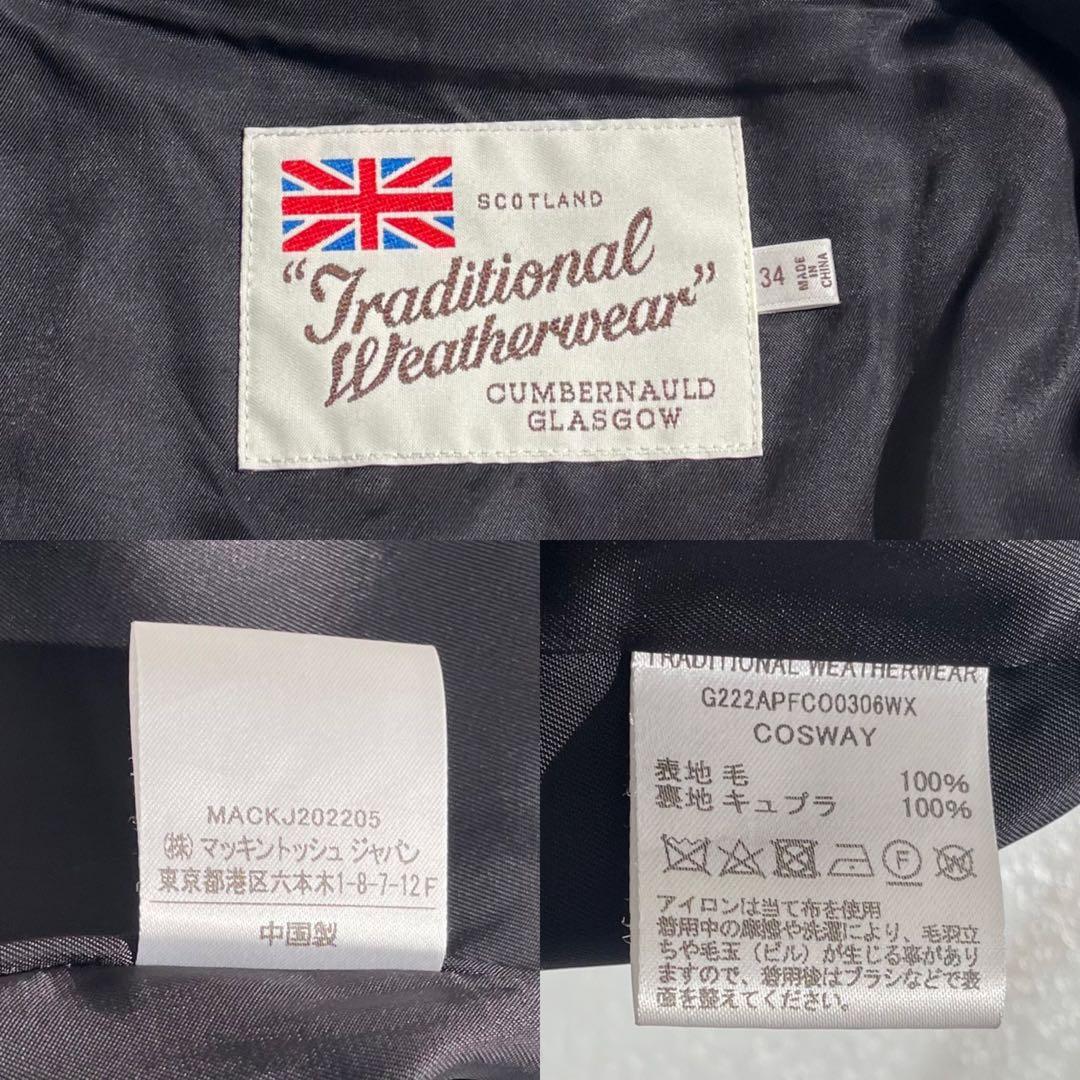 SCOTLAND
“Traditional
Weatherwear”
CUMBERNAULD
GLASGOW
34
MADE
IN
CHINA
MACKJ202205
(株) マッキントッシュ ジャパン
東京都港区六本木1-8-7-12F
中国製
TRADITIONAL WEATHERWEAR
G222APFCO0306WX
COSWAY
表地 毛 100%
裏地 キュプラ 100%
F
W
アイロンは当て布を使用
着用中の摩擦や洗濯により、毛羽立
ちや毛玉（ピル）が生じる事があり
ますので、着用後はブラシなどで表
面を整えてください。